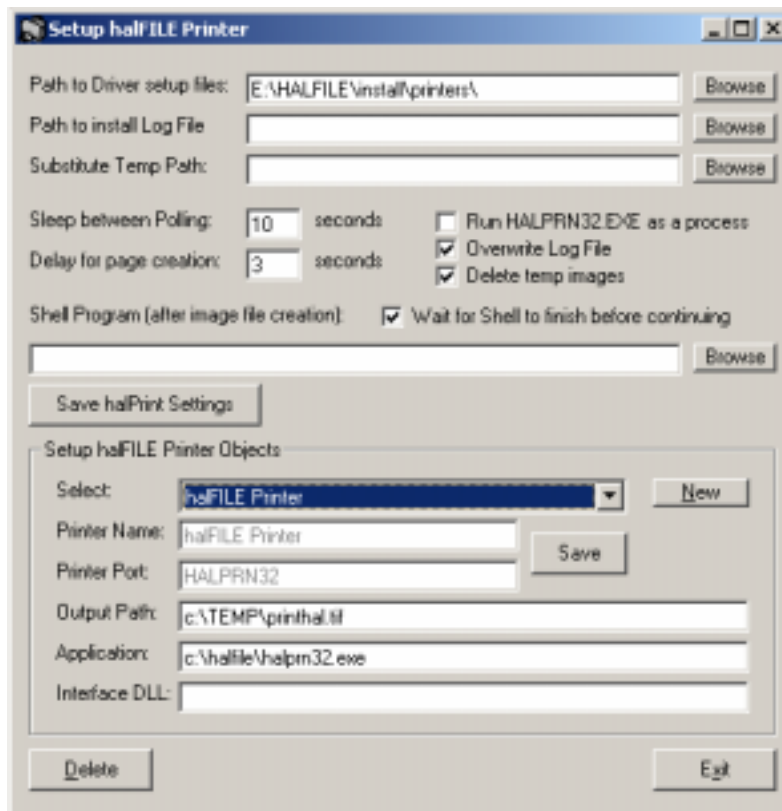 Setup halFILE Printer
Path to Driver setup files: E:\HALFILE\install\printers\ Browse
Path to install Log File Browse
Substitute Temp Path: Browse
Sleep between Polling: 10 seconds Run HALPRN32.EXE as a process
Overwrite Log File
Delay for page creation: 3 seconds
Delete temp images
Shell Program (after image file creation): Wait for Shell to finish before continuing
Browse
Save halPrint Settings
Setup halFILE Printer Objects
Select: halFILE Printer New
Printer Name: halFILE Printer
Save
Printer Port: HALPRN32
Output Path: c:\TEMP\printhal.tif
Application: c:\halfile\halprn32.exe
Interface DLL:
Delete Exit